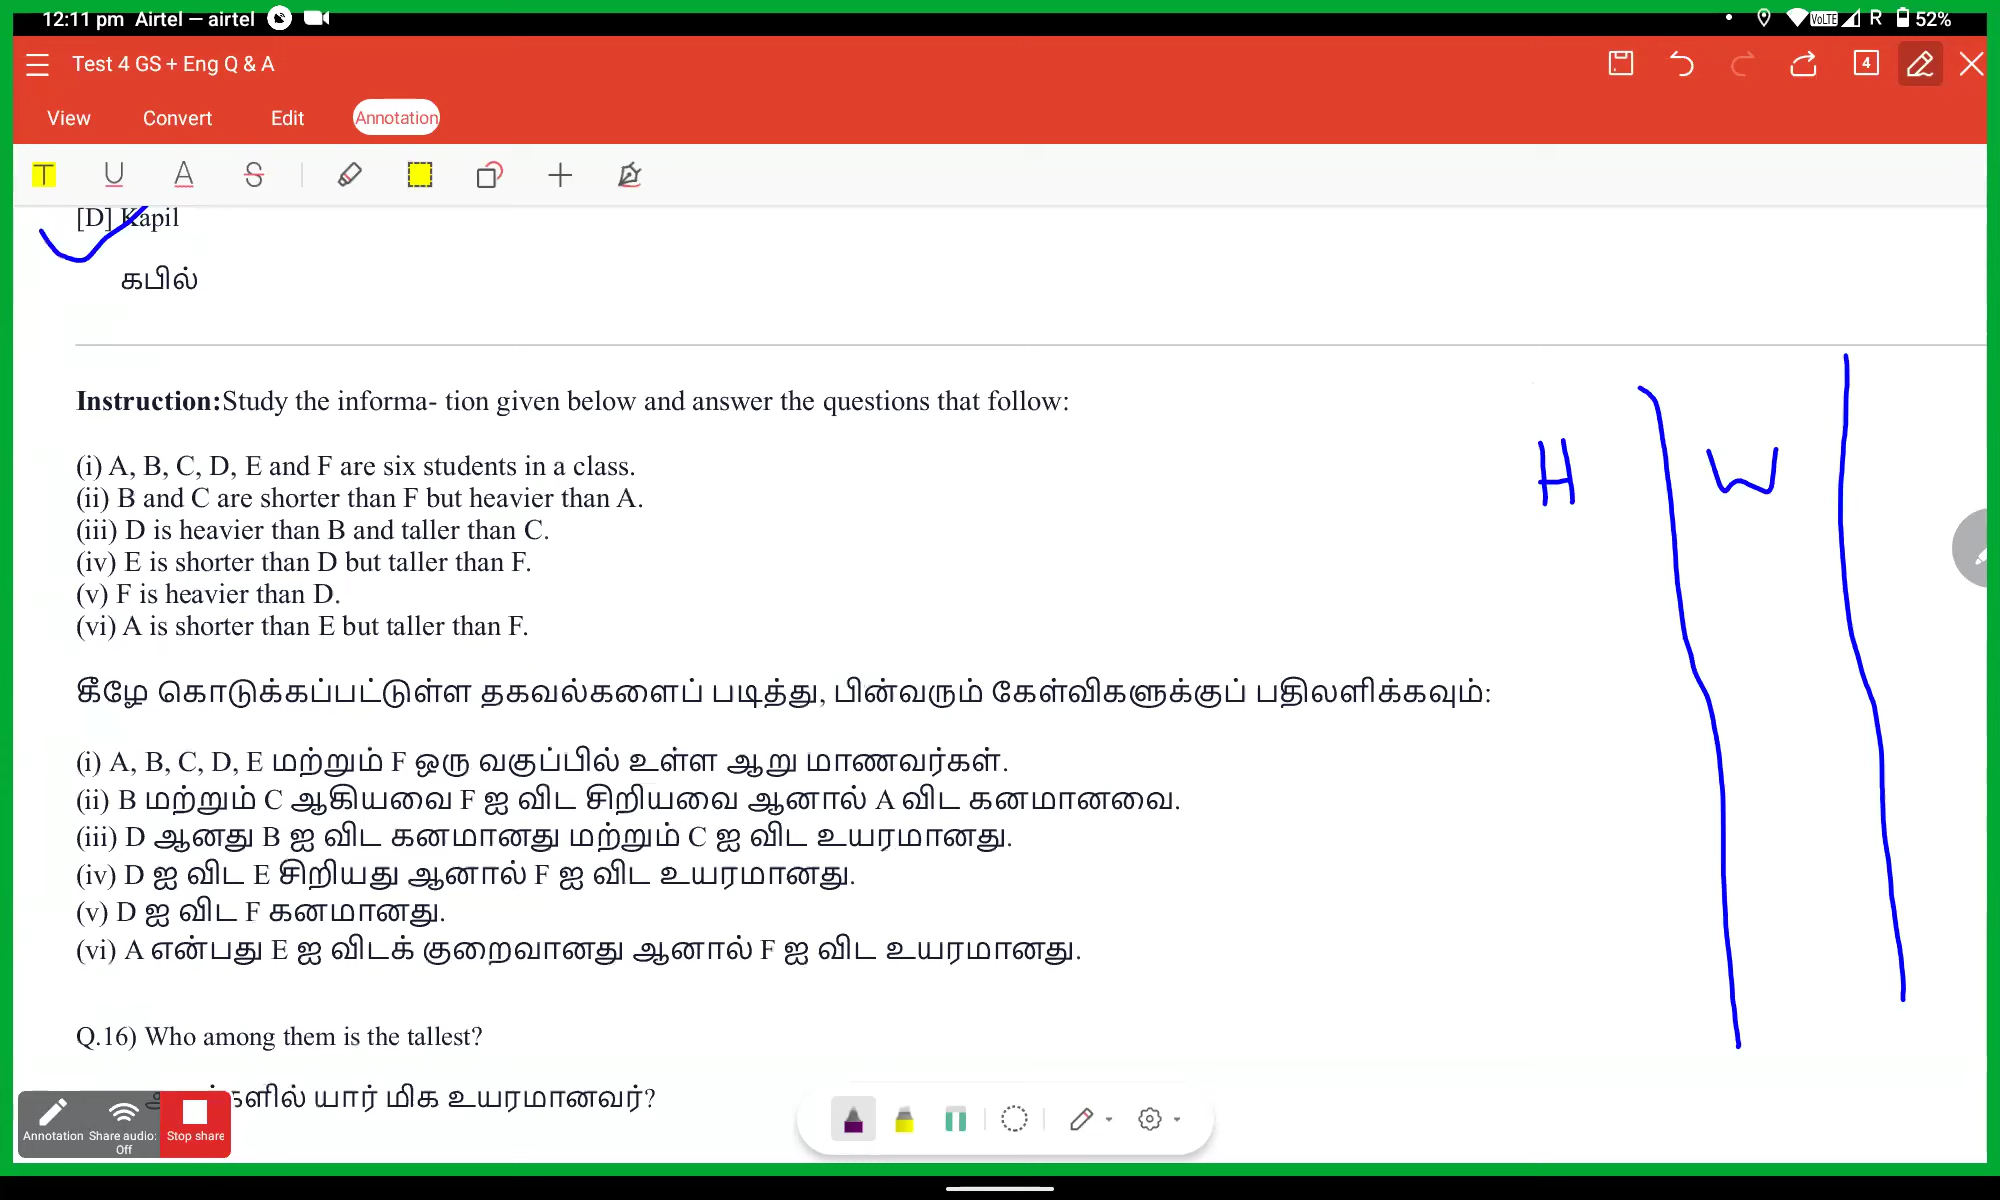 12:11 pm Airtel — airtel VoLTE R 52%
Test 4 GS + Eng Q & A 4
View Convert Edit Annotation
T U A S
[D] Kapil
கபில்
Instruction:Study the informa- tion given below and answer the questions that follow:
(i) A, B, C, D, E and F are six students in a class.
(ii) B and C are shorter than F but heavier than A.
(iii) D is heavier than B and taller than C.
(iv) E is shorter than D but taller than F.
(v) F is heavier than D.
(vi) A is shorter than E but taller than F.
H W
கீழே கொடுக்கப்பட்டுள்ள தகவல்களைப் படித்து, பின்வரும் கேள்விகளுக்குப் பதிலளிக்கவும்:
(i) A, B, C, D, E மற்றும் F ஒரு வகுப்பில் உள்ள ஆறு மாணவர்கள்.
(ii) B மற்றும் C ஆகியவை F ஐ விட சிறியவை ஆனால் A விட கனமானவை.
(iii) D ஆனது B ஐ விட கனமானது மற்றும் C ஐ விட உயரமானது.
(iv) D ஐ விட E சிறியது ஆனால் F ஐ விட உயரமானது.
(v) D ஐ விட F கனமானது.
(vi) A என்பது E ஐ விடக் குறைவானது ஆனால் F ஐ விட உயரமானது.
Q.16) Who among them is the tallest?
யார் மிக உயரமானவர்?
Annotation Share audio: Off Stop share